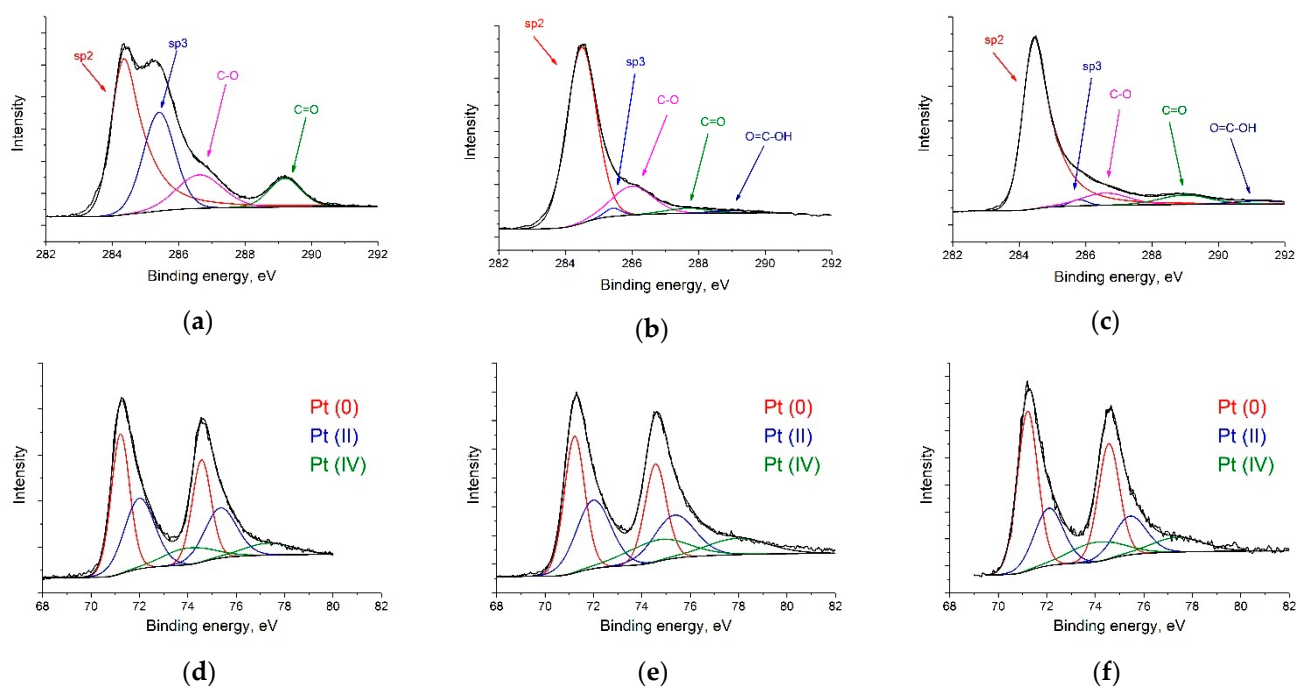 sp2
sp3
C-O
C=O
Intensity
282 284 286 288 290 292
Binding energy, eV
(a)
sp2
sp3
C-O
C=O
O=C-OH
Intensity
282 284 286 288 290 292
Binding energy, eV
(b)
sp2
sp3
C-O
C=O
O=C-OH
Intensity
282 284 286 288 290 292
Binding energy, eV
(c)
Pt (0)
Pt (II)
Pt (IV)
Intensity
68 70 72 74 76 78 80 82
Binding energy, eV
(d)
Pt (0)
Pt (II)
Pt (IV)
Intensity
68 70 72 74 76 78 80 82
Binding energy, eV
(e)
Pt (0)
Pt (II)
Pt (IV)
Intensity
68 70 72 74 76 78 80 82
Binding energy, eV
(f)